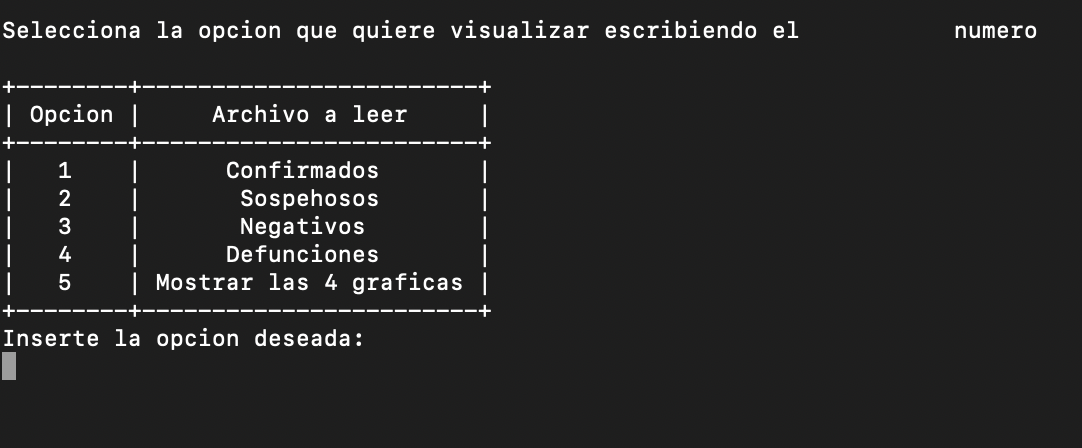 Selecciona la opcion que quiere visualizar escribiendo el           numero
+--------+------------------------+
| Opcion |     Archivo a leer     |
+--------+------------------------+
|   1    |      Confirmados       |
|   2    |       Sospehosos       |
|   3    |       Negativos        |
|   4    |      Defunciones       |
|   5    | Mostrar las 4 graficas |
+--------+------------------------+
Inserte la opcion deseada: